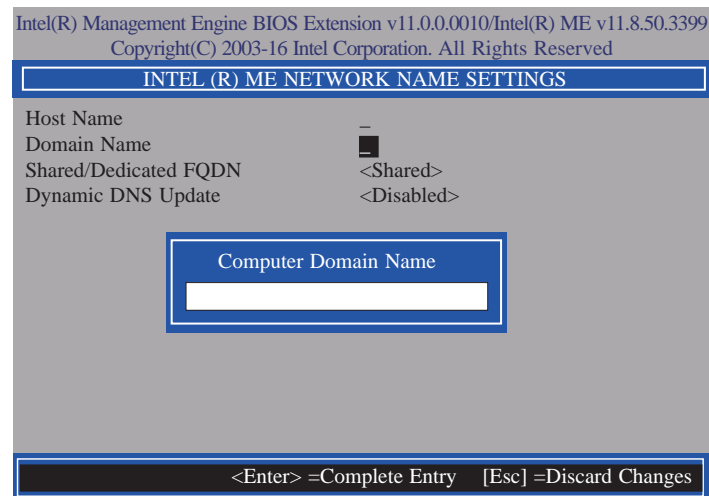 Intel(R) Management Engine BIOS Extension v11.0.0.0010/Intel(R) ME v11.8.50.3399
Copyright(C) 2003-16 Intel Corporation. All Rights Reserved
INTEL (R) ME NETWORK NAME SETTINGS
Host Name _
Domain Name _
Shared/Dedicated FQDN <Shared>
Dynamic DNS Update <Disabled>
Computer Domain Name
<Enter> =Complete Entry [Esc] =Discard Changes